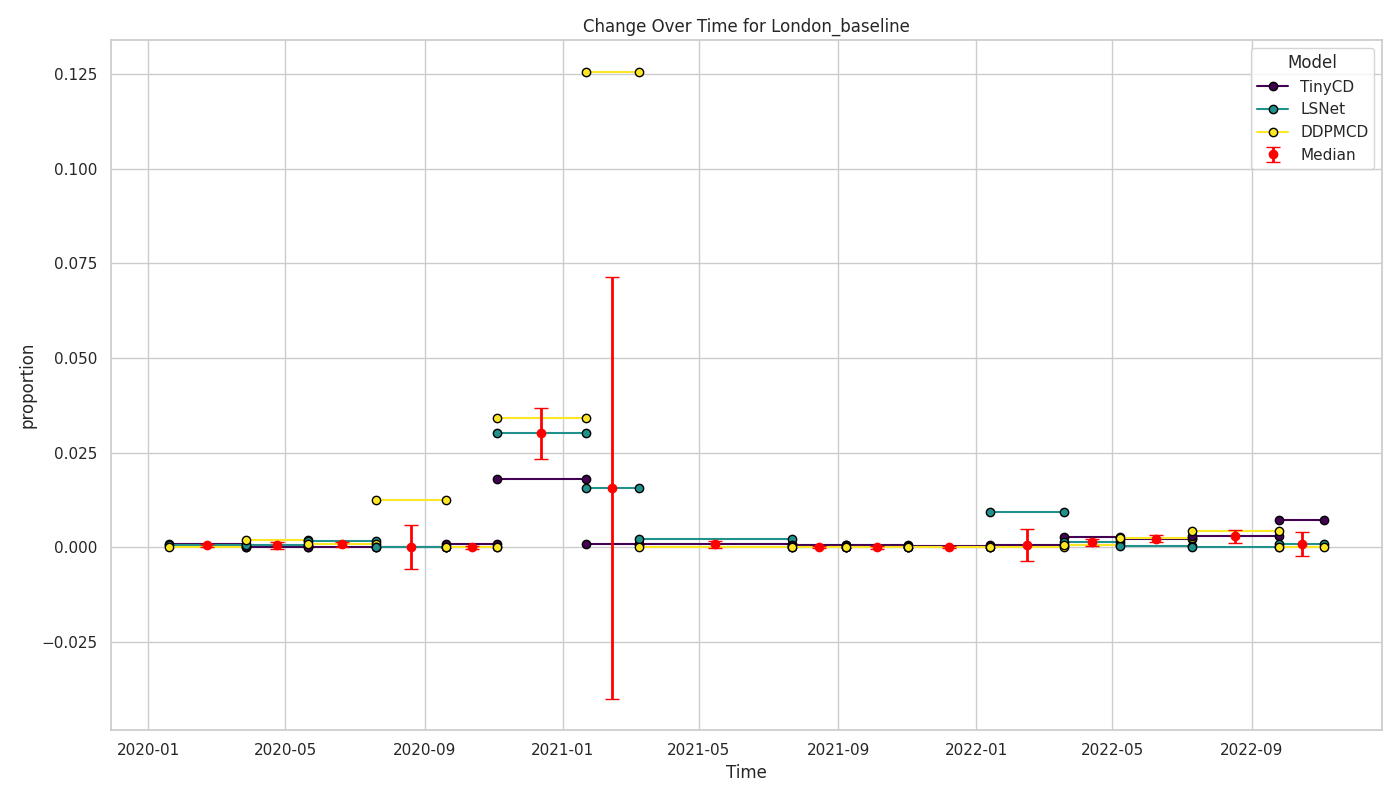 Change Over Time for London_baseline
Model
TinyCD
LSNet
DDPMCD
Median
0.125
0.100
0.075
0.050
0.025
0.000
−0.025
proportion
2020-01
2020-05
2020-09
2021-01
2021-05
2021-09
2022-01
2022-05
2022-09
Time